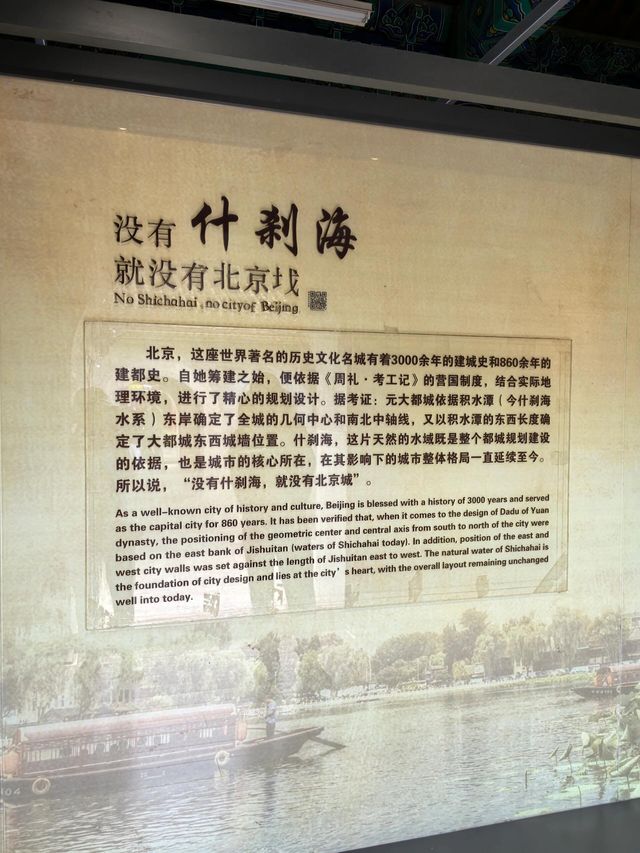 没有 什刹海
就没有北京城
No Shichahai , no city of Beijing
北京，这座世界著名的历史文化名城有着3000余年的建城史和860余年的
建都史。自她筹建之始，便依据《周礼·考工记》的营国制度，结合实际地
理环境，进行了精心的规划设计。据考证：元大都城依据积水潭（今什刹海
水系）东岸确定了全城的几何中心和南北中轴线，又以积水潭的东西长度确
定了大都城东西城墙位置。什刹海，这片天然的水域既是整个都城规划建设
的依据，也是城市的核心所在，在其影响下的城市整体格局一直延续至今。
所以说，“没有什刹海，就没有北京城”。
As a well-known city of history and culture, Beijing is blessed with a history of 3000 years and served
as the capital city for 860 years. It has been verified that, when it comes to the design of Dadu of Yuan
dynasty, the positioning of the geometric center and central axis from south to north of the city were
based on the east bank of Jishuitan (waters of Shichahai today). In addition, position of the east and
west city walls was set against the length of Jishuitan east to west. The natural water of Shichahai is
the foundation of city design and lies at the city's heart, with the overall layout remaining unchanged
well into today.
04